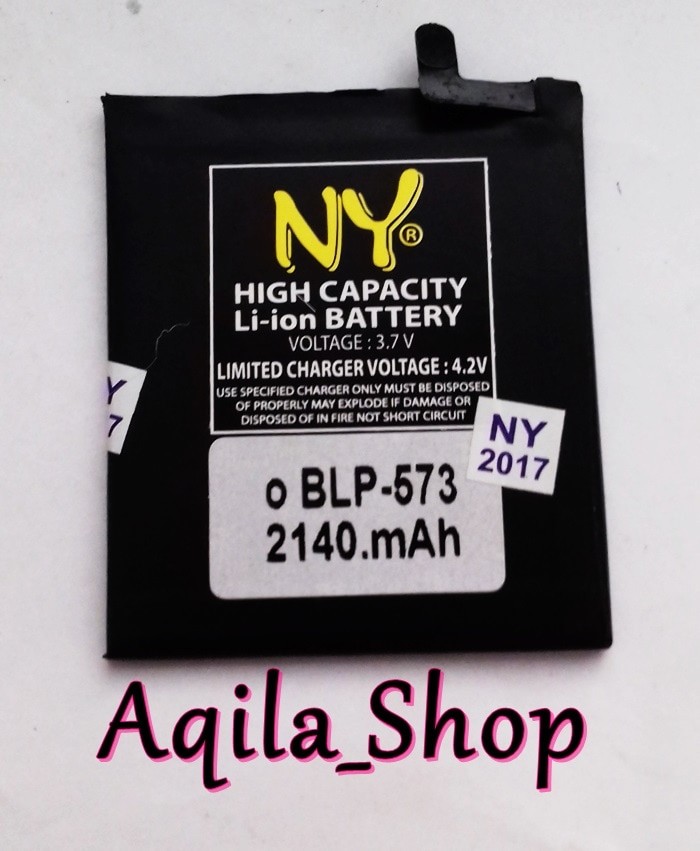 NY®
HIGH CAPACITY
Li-ion BATTERY
VOLTAGE : 3.7 V
LIMITED CHARGER VOLTAGE : 4.2V
USE SPECIFIED CHARGER ONLY MUST BE DISPOSED
OF PROPERLY MAY EXPLODE IF DAMAGE OR
DISPOSED OF IN FIRE NOT SHORT CIRCUIT
Y
7
NY
2017
o BLP-573
2140.mAh
Aqila_Shop